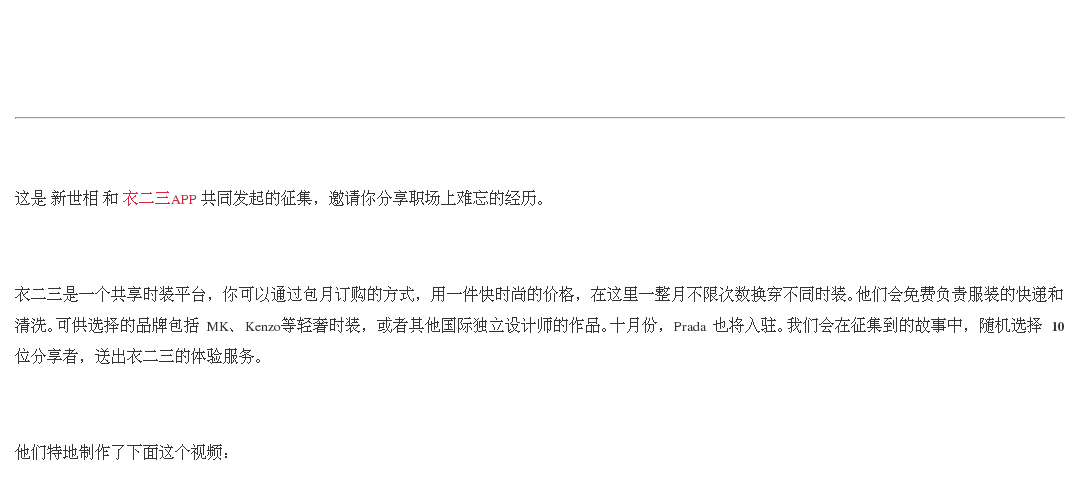 这是 新世相 和 衣二三APP 共同发起的征集，邀请你分享职场上难忘的经历。
衣二三是一个共享时装平台，你可以通过包月订购的方式，用一件快时尚的价格，在这里一整月不限次数换穿不同时装。他们会免费负责服装的快递和
清洗。可供选择的品牌包括 MK、Kenzo等轻奢时装，或者其他国际独立设计师的作品。十月份，Prada 也将入驻。我们会在征集到的故事中，随机选择 10
位分享者，送出衣二三的体验服务。
他们特地制作了下面这个视频：